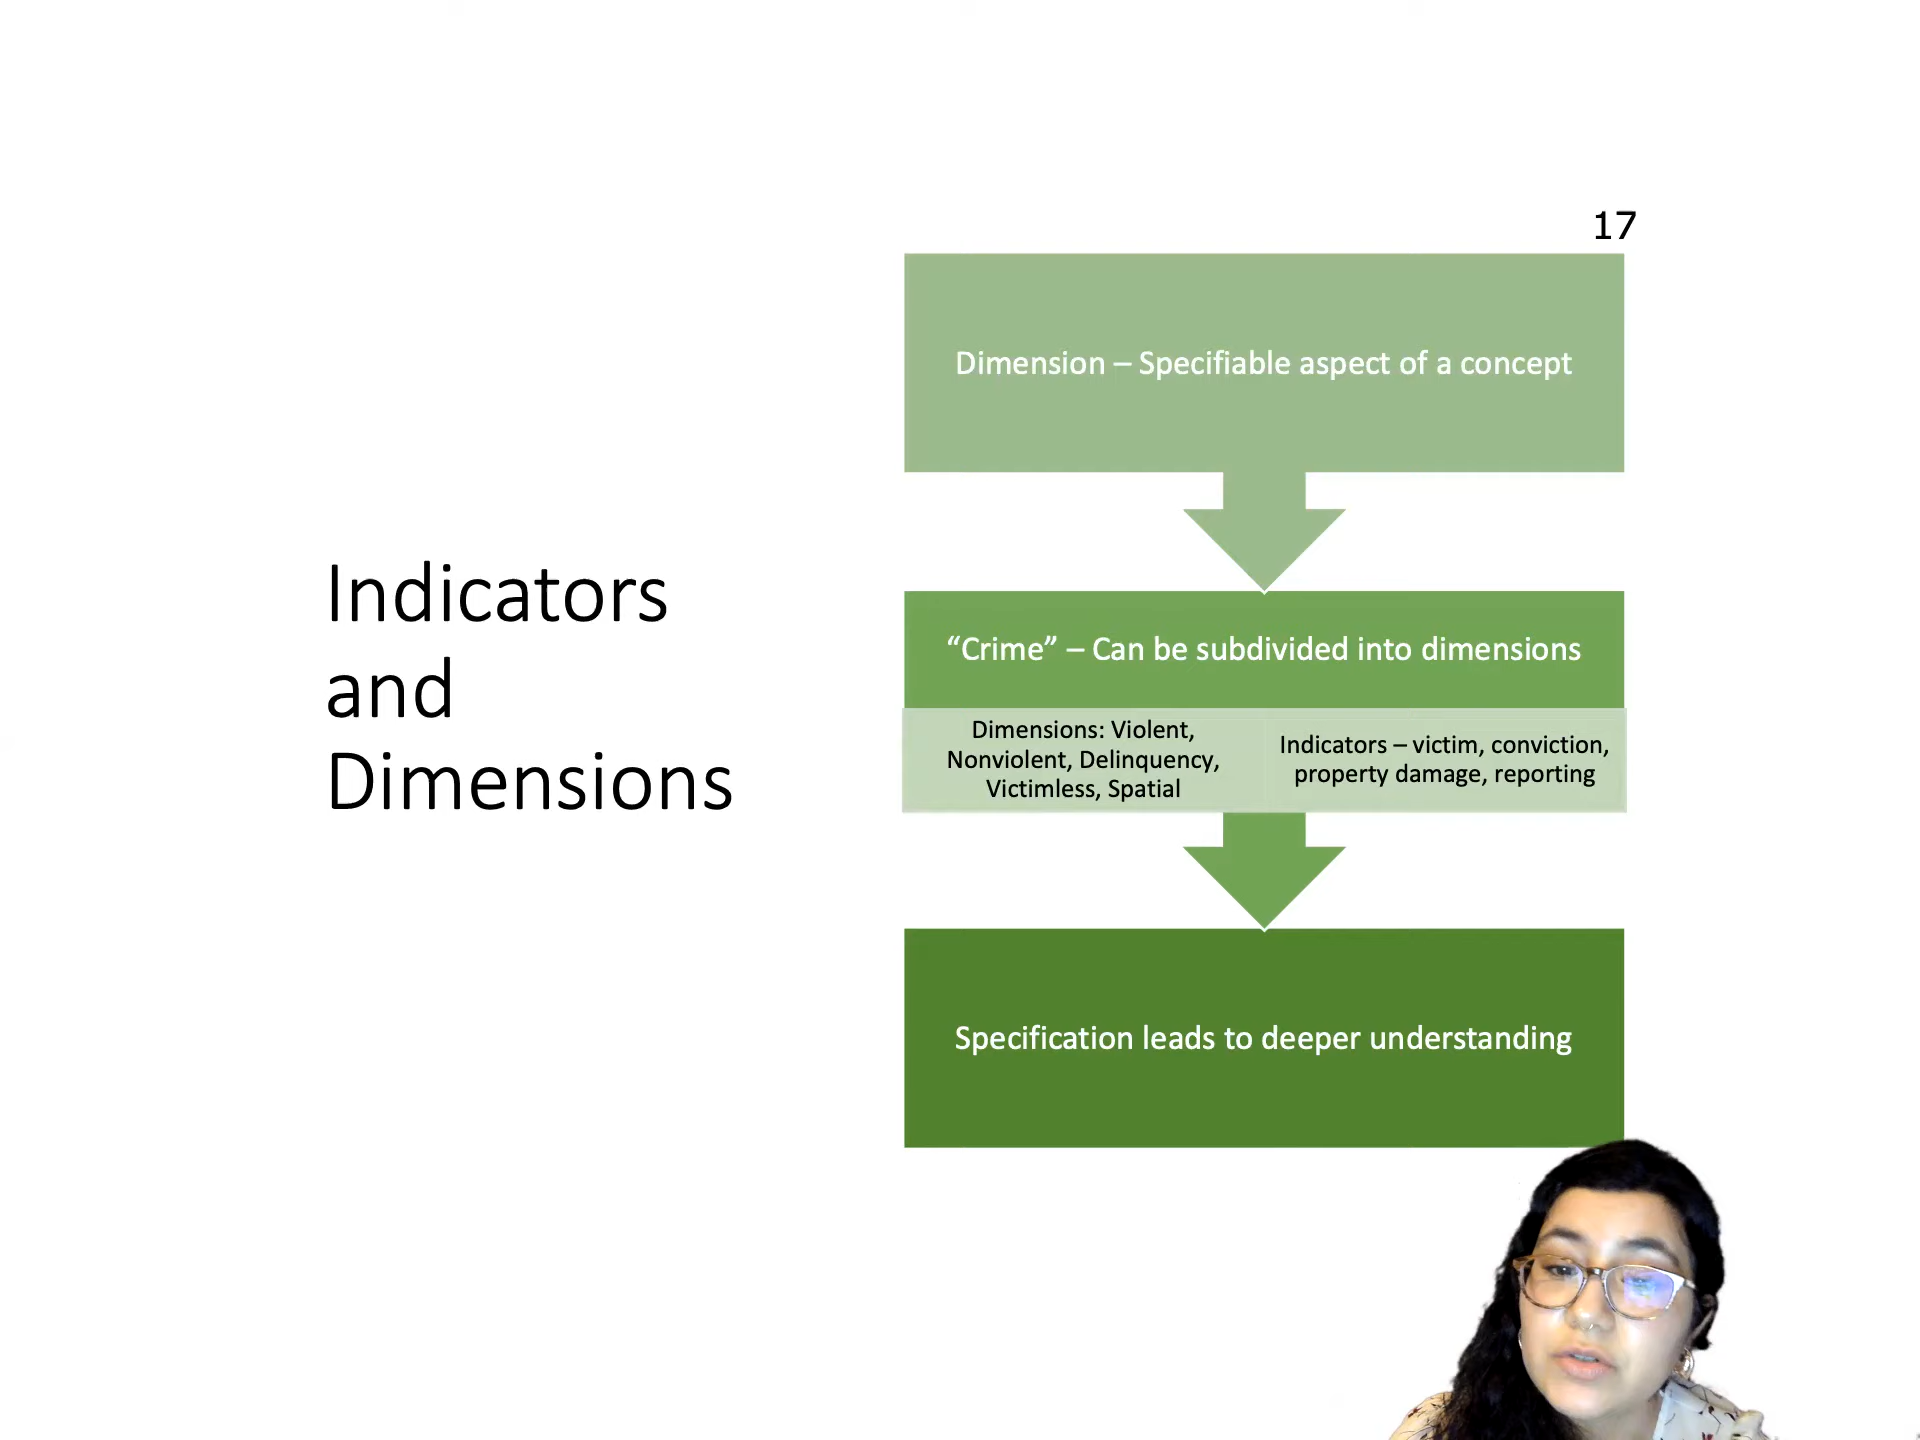 17
Dimension – Specifiable aspect of a concept
Indicators
and
Dimensions
“Crime” – Can be subdivided into dimensions
Dimensions: Violent,
Nonviolent, Delinquency,
Victimless, Spatial
Indicators – victim, conviction,
property damage, reporting
Specification leads to deeper understanding